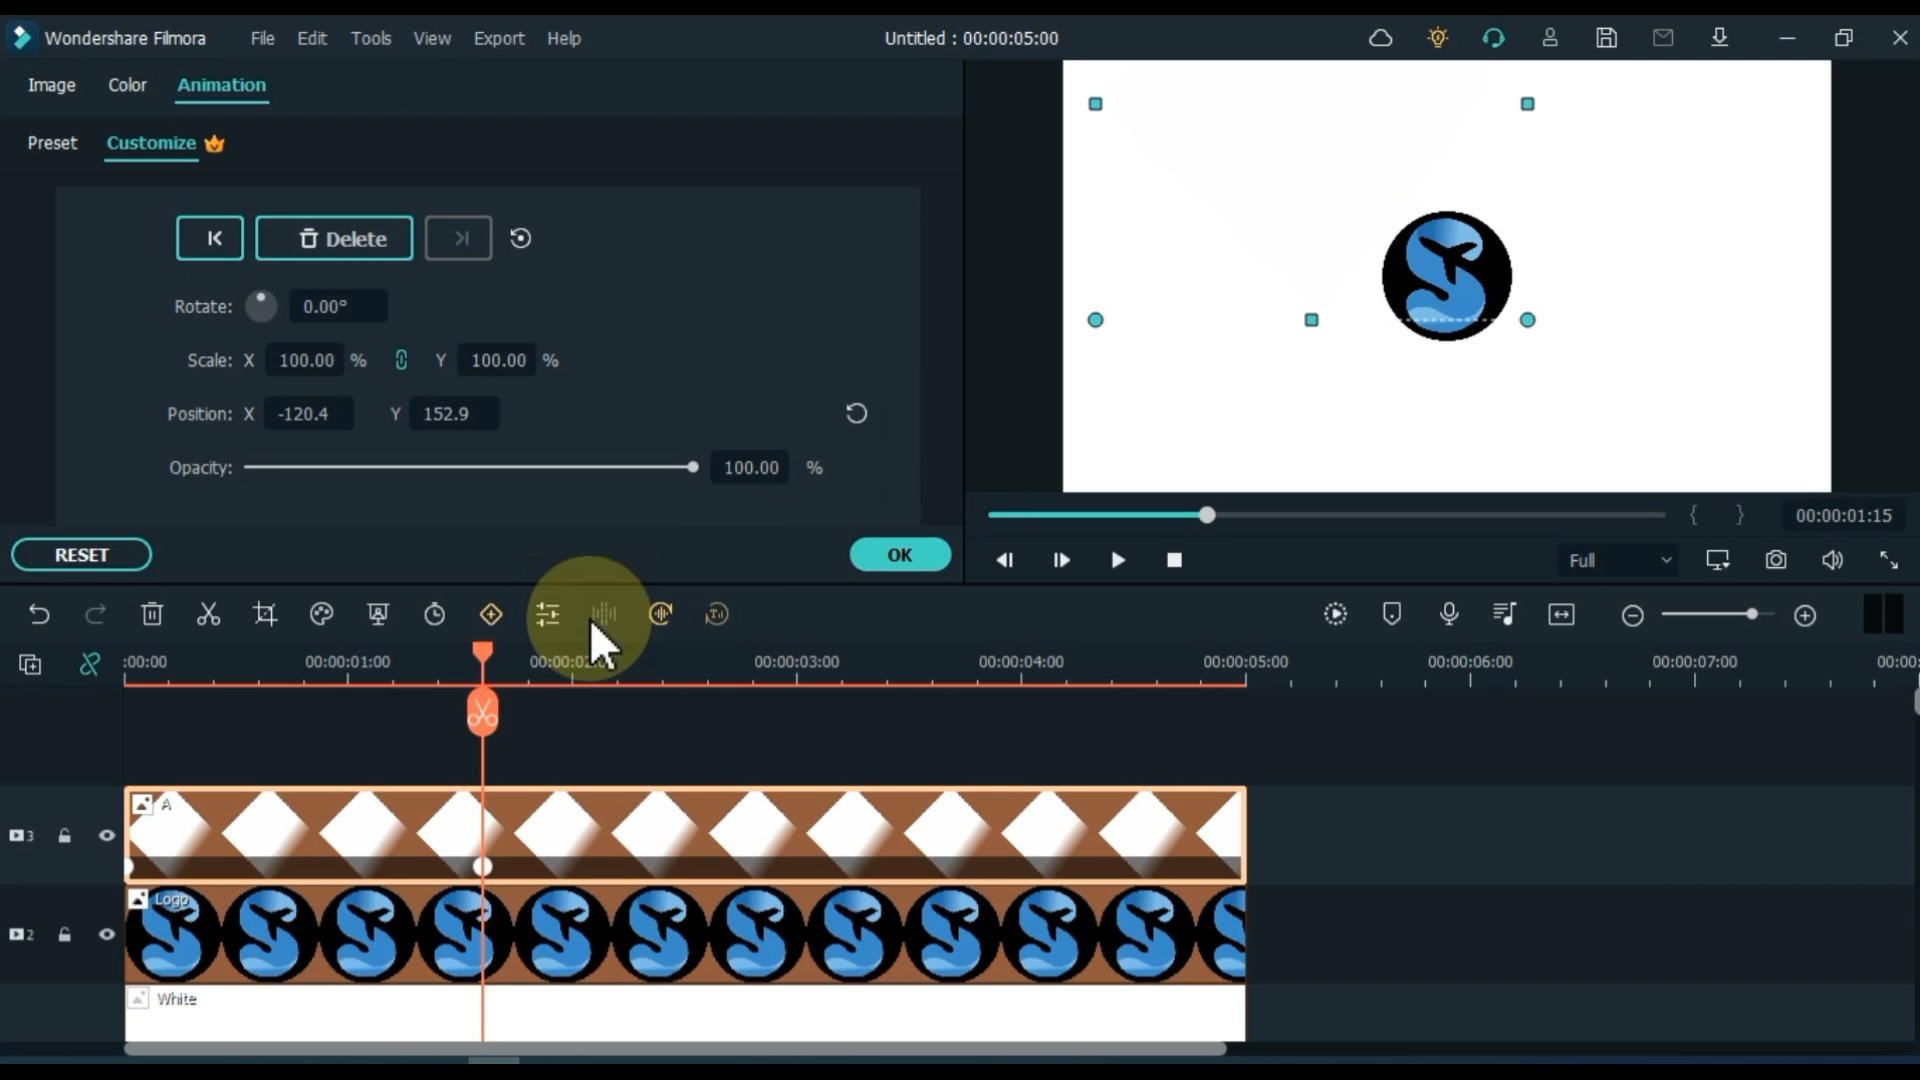 Wondershare Filmora File Edit Tools View Export Help Untitled : 00:00:05:00
Image Color Animation
Preset Customize
Delete
Rotate: 0.00°
Scale: X 100.00 % Y 100.00 %
Position: X -120.4 Y 152.9
Opacity: 100.00 %
RESET OK
{ } 00:00:01:15
Full
:00:00 00:00:01:00 00:00:03:00 00:00:04:00 00:00:05:00 00:00:06:00 00:00:07:00
A
3
Logo
2
White